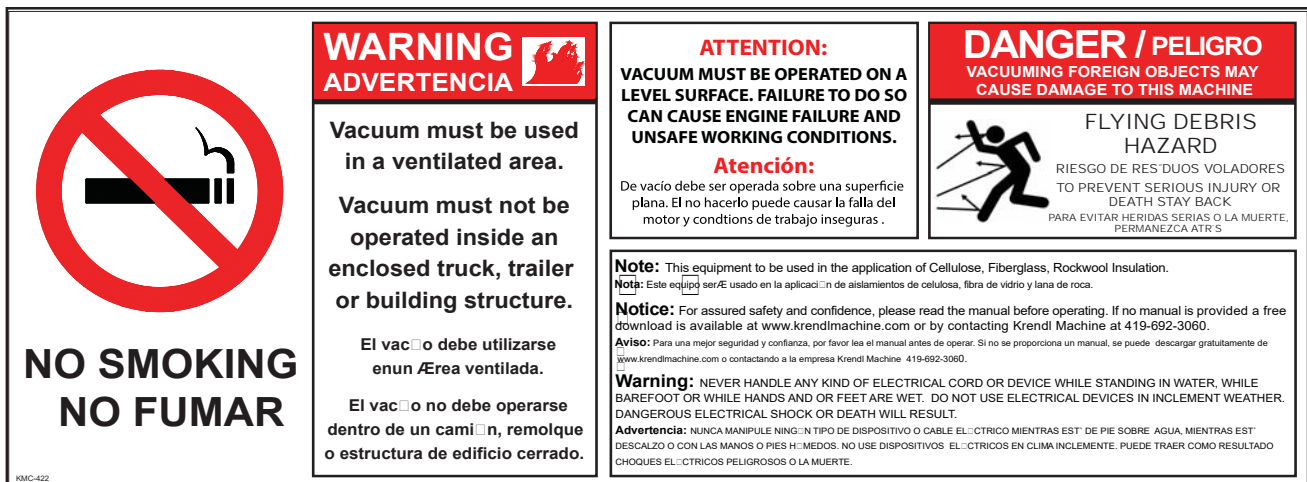 NO SMOKING
NO FUMAR
KMC-422
WARNING
ADVERTENCIA
Vacuum must be used
in a ventilated area.
Vacuum must not be
operated inside an
enclosed truck, trailer
or building structure.
El vac□o debe utilizarse
enun Ærea ventilada.
El vac□o no debe operarse
dentro de un cami□n, remolque
o estructura de edificio cerrado.
ATTENTION:
VACUUM MUST BE OPERATED ON A
LEVEL SURFACE. FAILURE TO DO SO
CAN CAUSE ENGINE FAILURE AND
UNSAFE WORKING CONDITIONS.
Atención:
De vacío debe ser operada sobre una superficie
plana. El no hacerlo puede causar la falla del
motor y condtions de trabajo inseguras .
DANGER / PELIGRO
VACUUMING FOREIGN OBJECTS MAY
CAUSE DAMAGE TO THIS MACHINE
FLYING DEBRIS
HAZARD
RIESGO DE RES¨DUOS VOLADORES
TO PREVENT SERIOUS INJURY OR
DEATH STAY BACK
PARA EVITAR HERIDAS SERIAS O LA MUERTE,
PERMANEZCA ATR`S
Note: This equipment to be used in the application of Cellulose, Fiberglass, Rockwool Insulation.
Nota: Este equipo serÆ usado en la aplicaci□n de aislamientos de celulosa, fibra de vidrio y lana de roca.
Notice: For assured safety and confidence, please read the manual before operating. If no manual is provided a free
download is available at www.krendlmachine.com or by contacting Krendl Machine at 419-692-3060.
Aviso: Para una mejor seguridad y confianza, por favor lea el manual antes de operar. Si no se proporciona un manual, se puede descargar gratuitamente de
www.krendlmachine.com o contactando a la empresa Krendl Machine 419-692-3060.
Warning: NEVER HANDLE ANY KIND OF ELECTRICAL CORD OR DEVICE WHILE STANDING IN WATER, WHILE
BAREFOOT OR WHILE HANDS AND OR FEET ARE WET. DO NOT USE ELECTRICAL DEVICES IN INCLEMENT WEATHER.
DANGEROUS ELECTRICAL SHOCK OR DEATH WILL RESULT.
Advertencia: NUNCA MANIPULE NING□N TIPO DE DISPOSITIVO O CABLE EL□CTRICO MIENTRAS EST` DE PIE SOBRE AGUA, MIENTRAS EST`
DESCALZO O CON LAS MANOS O PIES H□MEDOS. NO USE DISPOSITIVOS EL□CTRICOS EN CLIMA INCLEMENTE. PUEDE TRAER COMO RESULTADO
CHOQUES EL□CTRICOS PELIGROSOS O LA MUERTE.